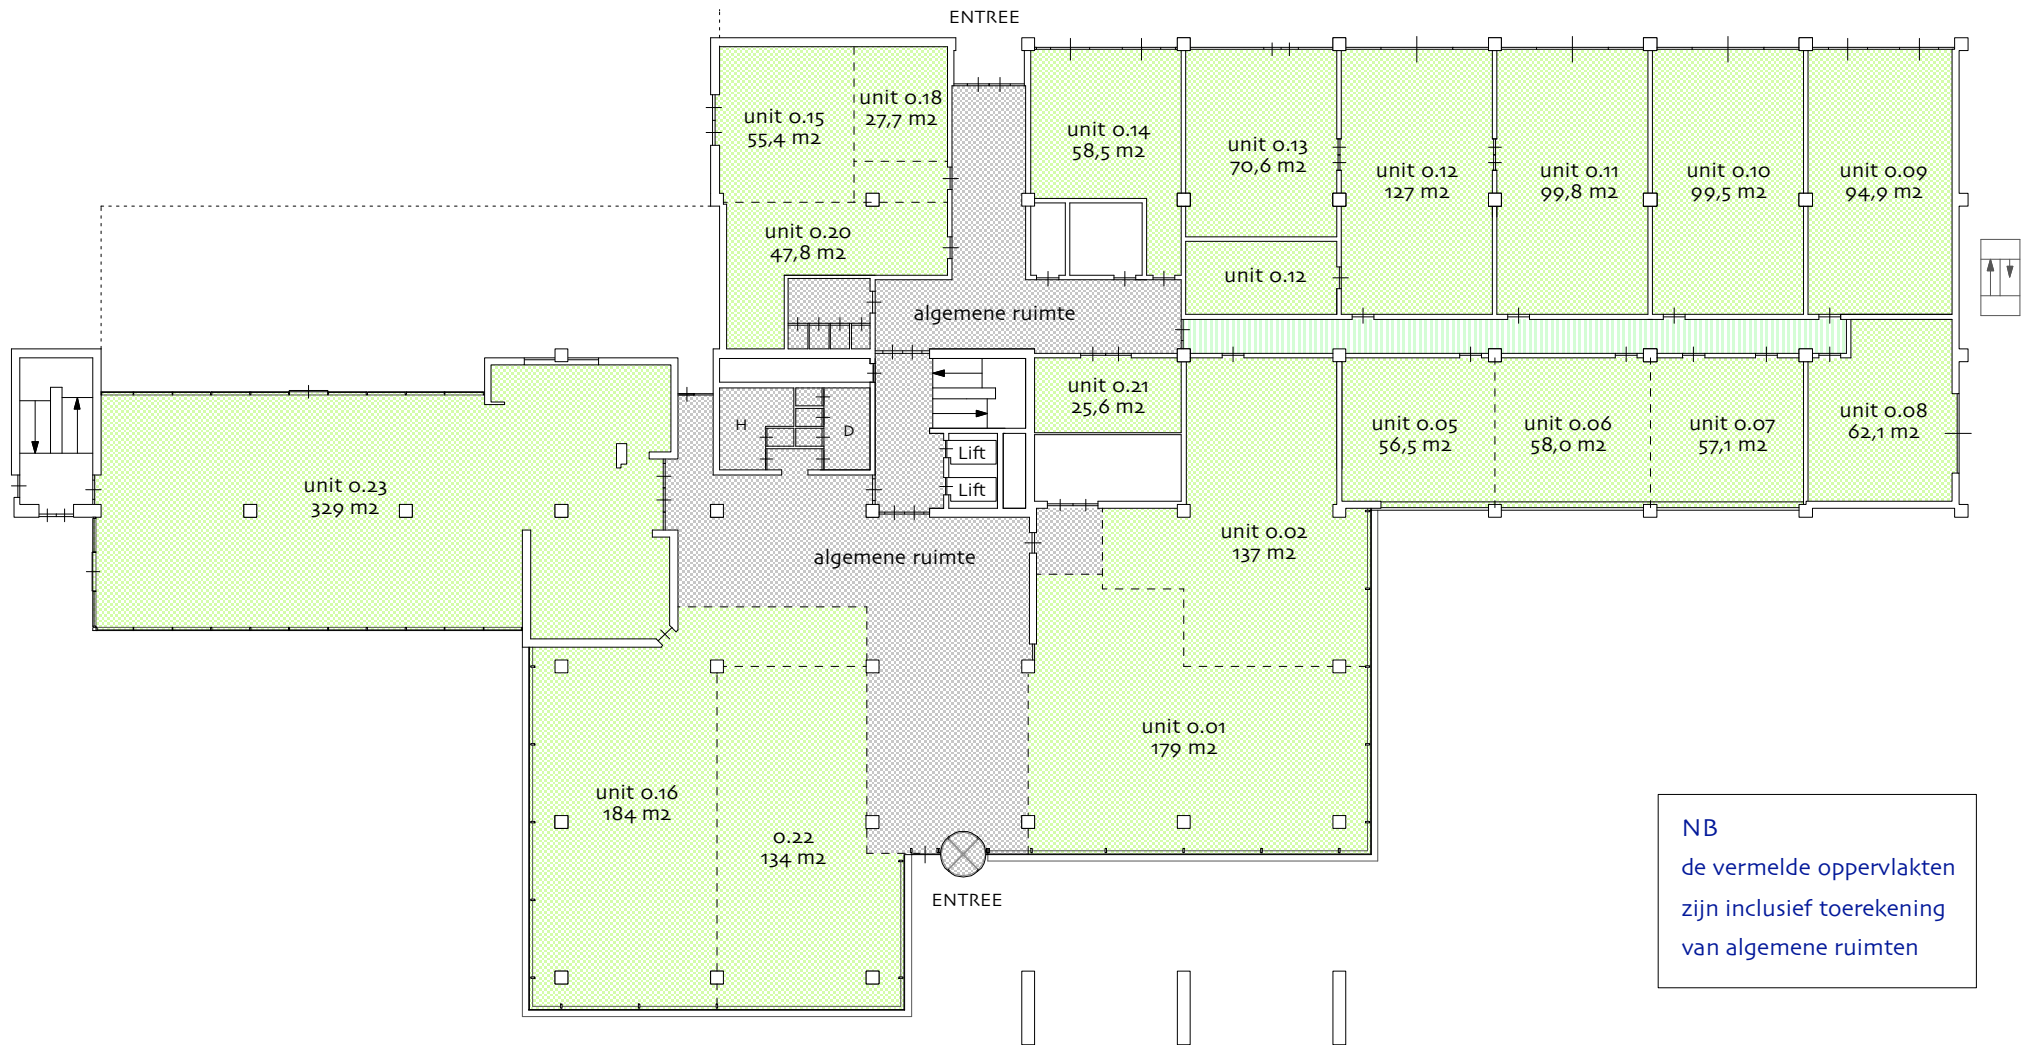 ENTREE
unit 0.15
55,4 m2
unit 0.18
27,7 m2
unit 0.14
58,5 m2
unit 0.13
70,6 m2
unit 0.12
127 m2
unit 0.11
99,8 m2
unit 0.10
99,5 m2
unit 0.09
94,9 m2
unit 0.20
47,8 m2
unit 0.12
algemene ruimte
unit 0.21
25,6 m2
unit 0.05
56,5 m2
unit 0.06
58,0 m2
unit 0.07
57,1 m2
unit 0.08
62,1 m2
H
D
Lift
Lift
unit 0.23
329 m2
unit 0.02
137 m2
algemene ruimte
unit 0.01
179 m2
unit 0.16
184 m2
0.22
134 m2
ENTREE
NB
de vermelde oppervlakten
zijn inclusief toerekening
van algemene ruimten